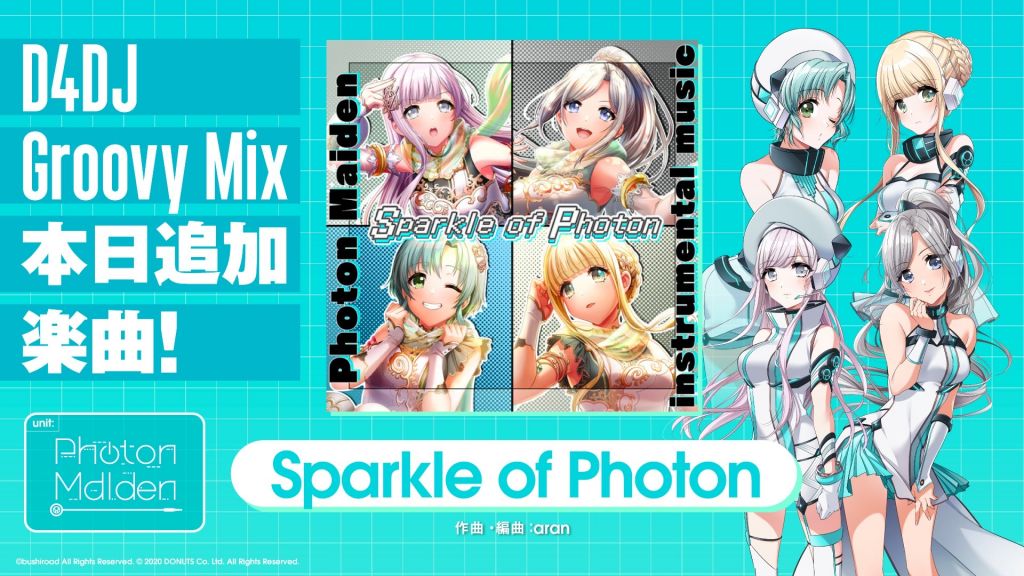 D4DJ
Groovy Mix
本日追加
楽曲!
Photon Maiden
Sparkle of Photon
instrumental music
unit:
Photon
Maiden
Sparkle of Photon
作曲・編曲:aran
©bushiroad All Rights Reserved. © 2020 DONUTS Co. Ltd. All Rights Reserved.